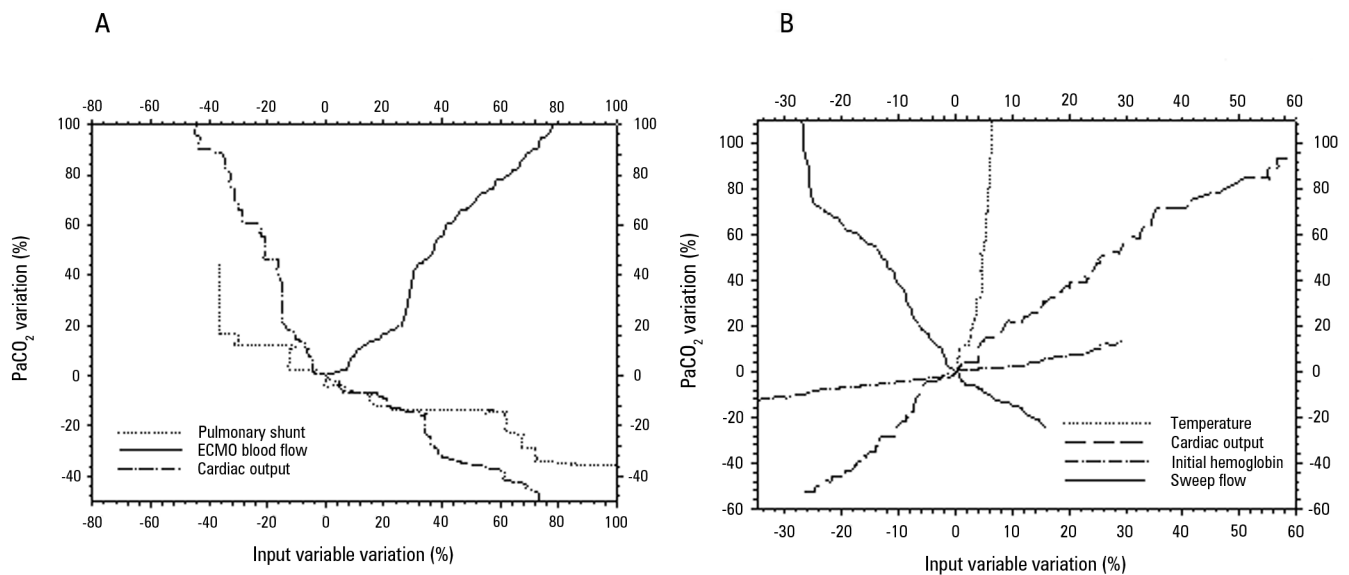 A
B
-80 -60 -40 -20 0 20 40 60 80 100
-30 -20 -10 0 10 20 30 40 50 60
100 100
80 80
60 60
40 40
20 20
0 0
-20 -20
-40 -40
PaCO2 variation (%)
Pulmonary shunt
ECMO blood flow
Cardiac output
-80 -60 -40 -20 0 20 40 60 80 100
Input variable variation (%)
100 100
80 80
60 60
40 40
20 20
0 0
-20 -20
-40 -40
-60 -60
PaCO2 variation (%)
Temperature
Cardiac output
Initial hemoglobin
Sweep flow
-30 -20 -10 0 10 20 30 40 50 60
Input variable variation (%)